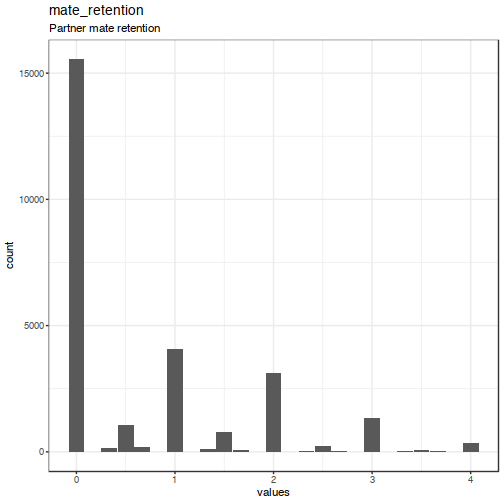 mate_retention
Partner mate retention
15000
10000
5000
0
count
0 1 2 3 4
values